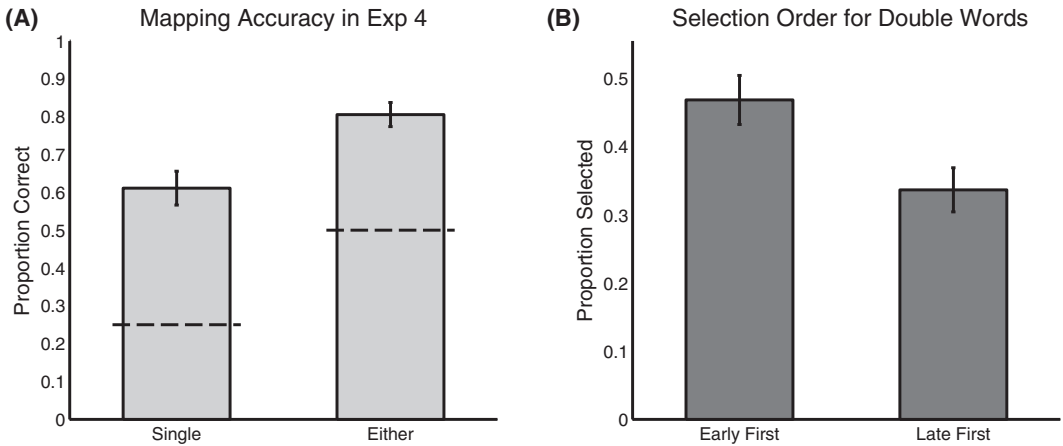 (A) Mapping Accuracy in Exp 4
Proportion Correct
1
0.9
0.8
0.7
0.6
0.5
0.4
0.3
0.2
0.1
0
Single Either
(B) Selection Order for Double Words
Proportion Selected
0.5
0.4
0.3
0.2
0.1
0
Early First Late First